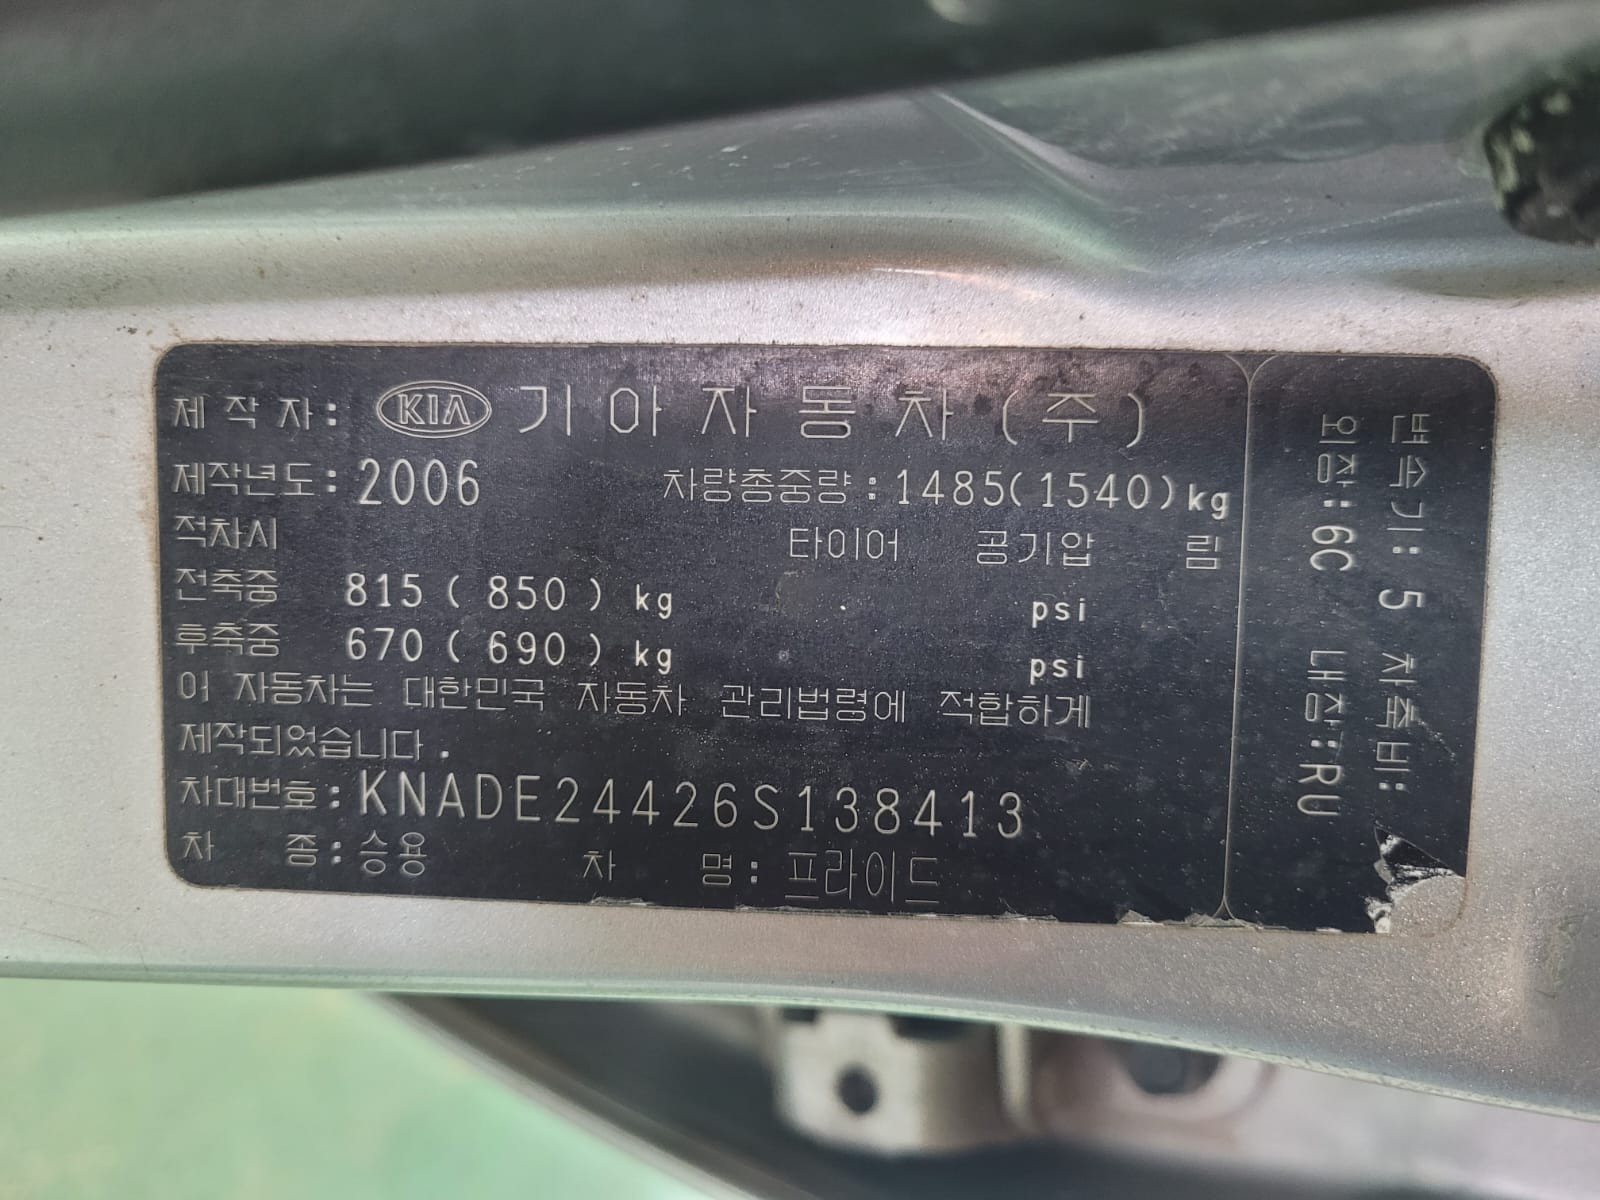 제 작 자: KIA 기 아 자 동 차 (주)
제작년도: 2006 차량총중량: 1485(1540)kg
적차시 타이어 공기압 림
전축중 815 ( 850 ) kg psi
후축중 670 ( 690 ) kg psi
이 자동차는 대한민국 자동차 관리법령에 적합하게
제작되었습니다.
차대번호: KNADE24426S138413
차 종: 승용 차 명: 프라이드
변속기: 5 차축비:
외장:6C 내장:RU